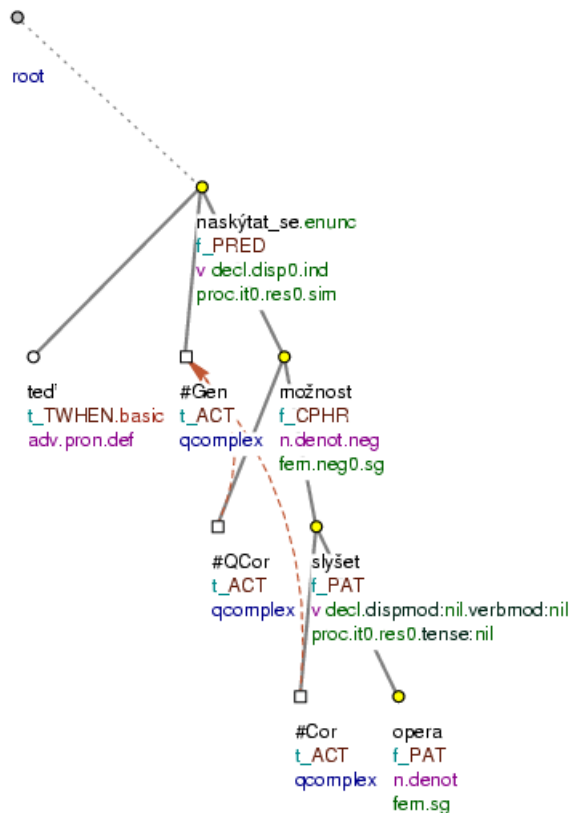 root
naskýtat_se.enunc
f_PRED
v decl.disp0.ind
proc.it0.res0.sim
teď
t_TWHEN.basic
adv.pron.def
#Gen
t_ACT
qcomplex
možnost
f_CPHR
n.denot.neg
fem.neg0.sg
#QCor
t_ACT
qcomplex
slyšet
f_PAT
v decl.dispmod:nil.verbmod:nil
proc.it0.res0.tense:nil
#Cor
t_ACT
qcomplex
opera
f_PAT
n.denot
fem.sg